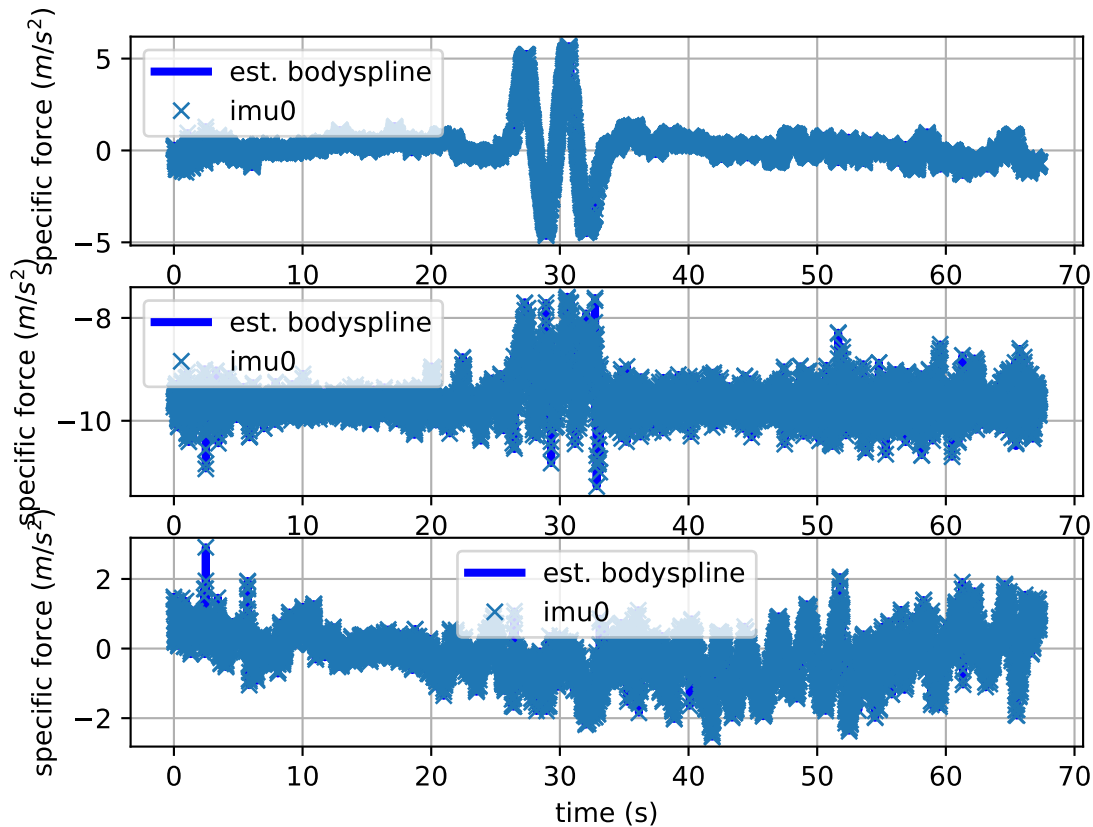 specific force (m/s²)
5
0
−5
est. bodyspline
imu0
0 10 20 30 40 50 60 70
specific force (m/s²)
−8
−10
est. bodyspline
imu0
0 10 20 30 40 50 60 70
specific force (m/s²)
2
0
−2
est. bodyspline
imu0
0 10 20 30 40 50 60 70
time (s)